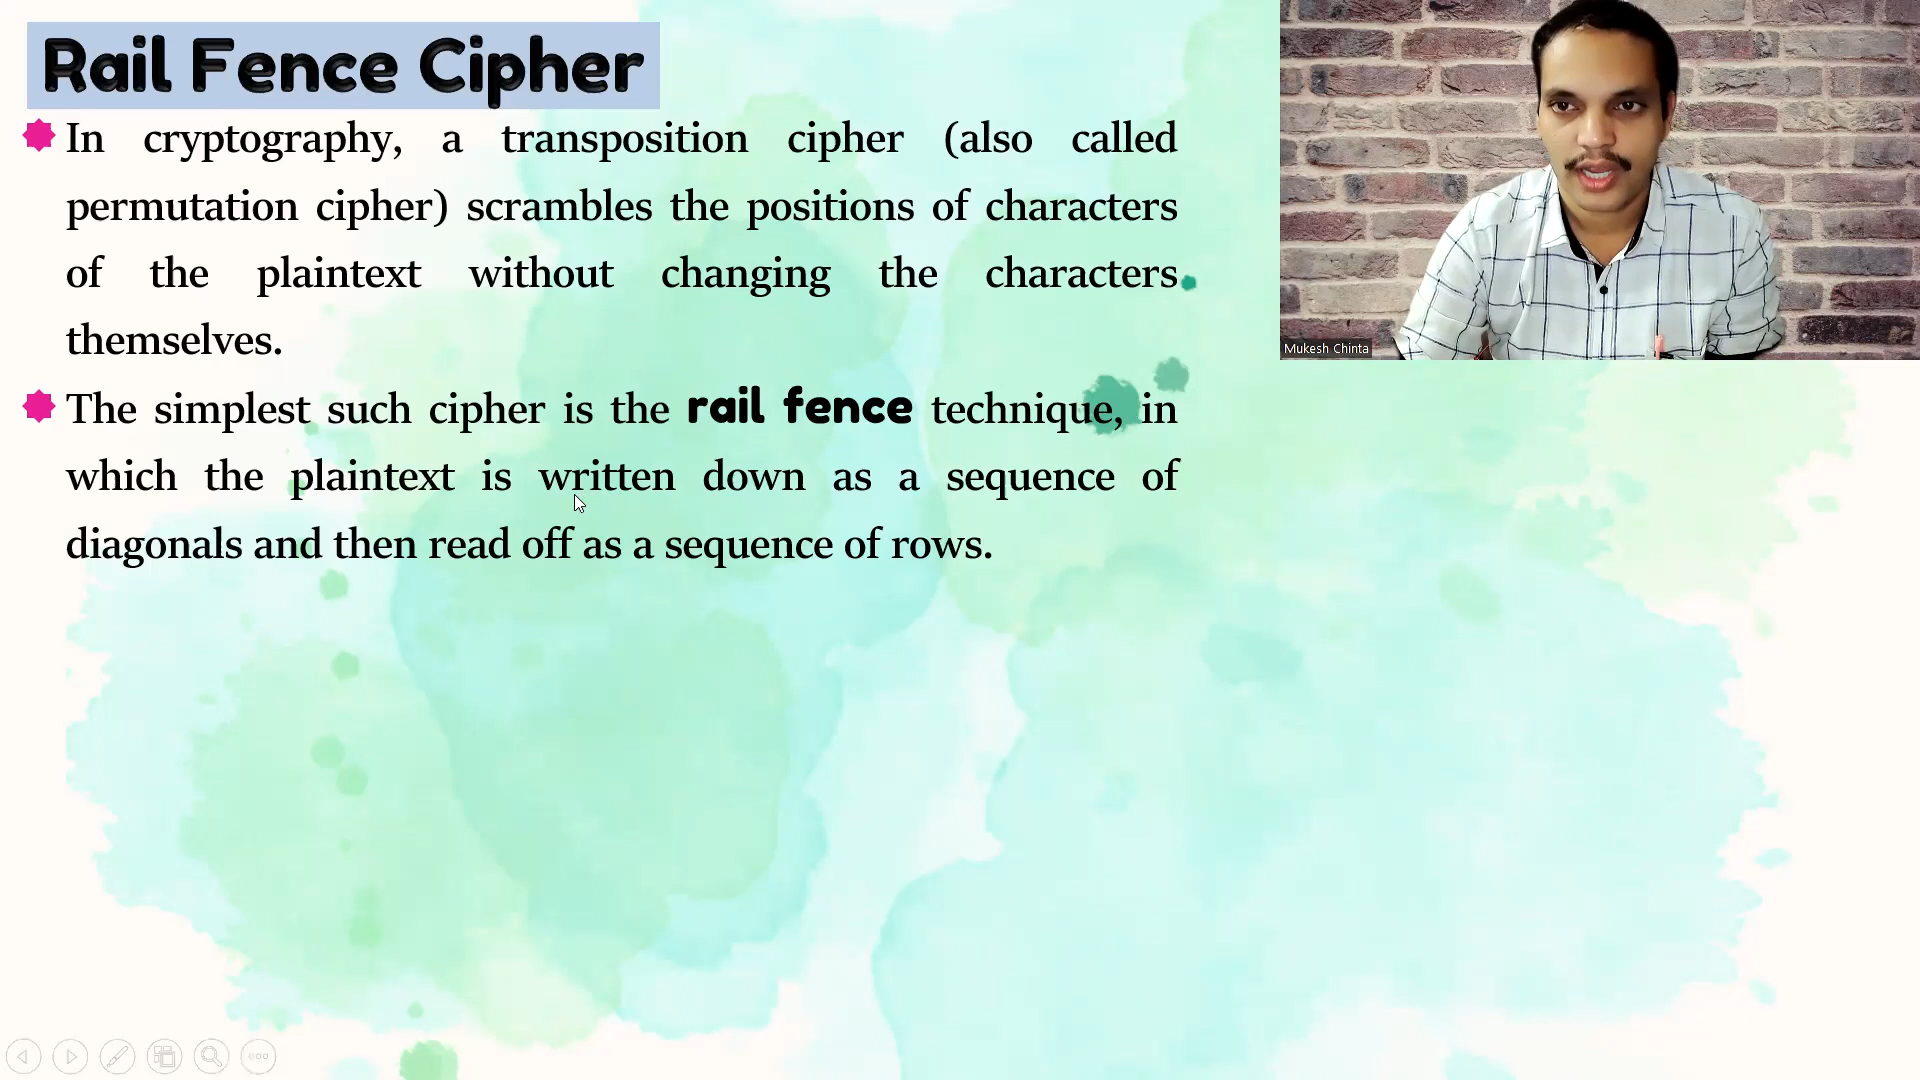 Rail Fence Cipher
In cryptography, a transposition cipher (also called
permutation cipher) scrambles the positions of characters
of the plaintext without changing the characters
themselves.
The simplest such cipher is the rail fence technique, in
which the plaintext is written down as a sequence of
diagonals and then read off as a sequence of rows.
Mukesh Chinta